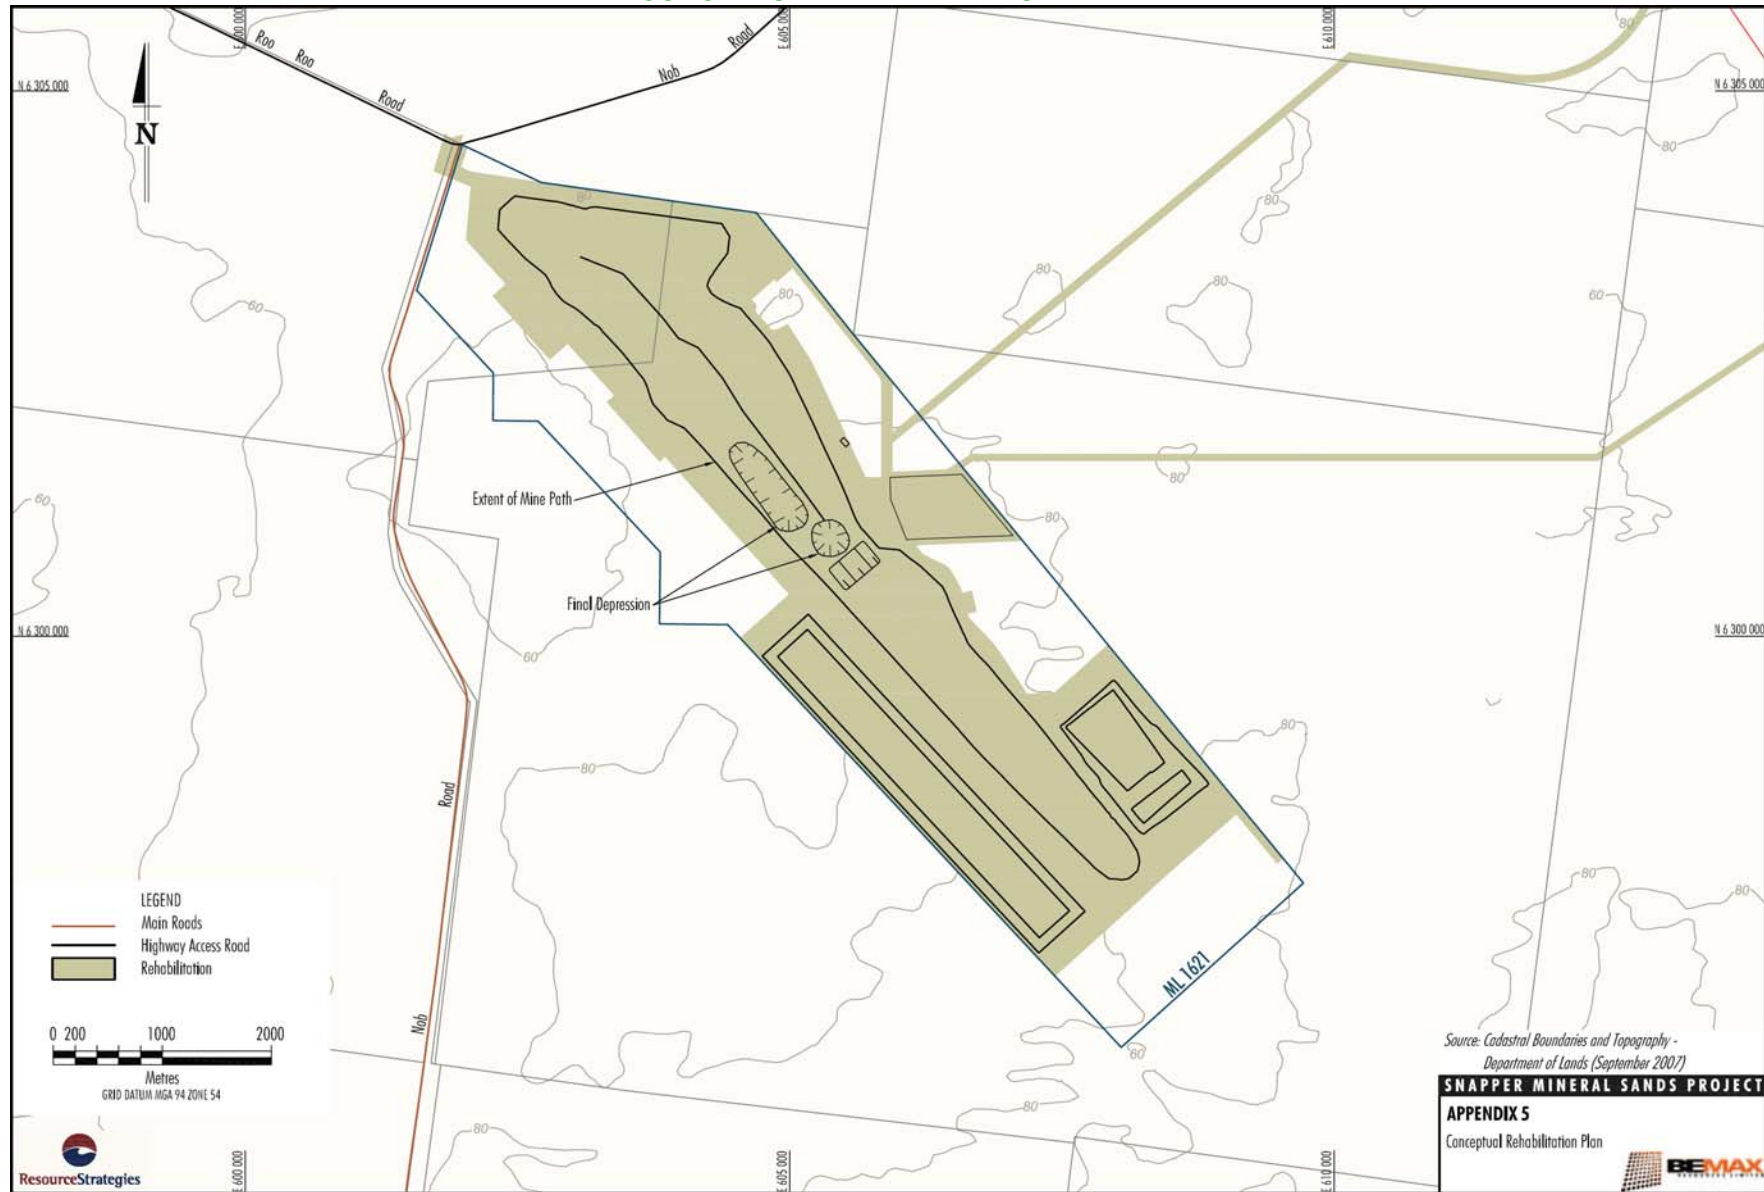 E 600 000
E 605 000
E 610 000
N 6 305 000
N 6 305 000
Roo
Roo
Road
Nob
Road
N
80
80
80
80
80
80
80
60
60
60
80
80
Extent of Mine Path
Final Depression
N 6 300 000
N 6 300 000
60
80
80
80
80
Road
Nob
ML 1621
60
80
80
LEGEND
Main Roads
Highway Access Road
Rehabilitation
0 200 1000 2000
Metres
GRID DATUM MGA 94 ZONE 54
ResourceStrategies
E 600 000
E 605 000
E 610 000
Source: Cadastral Boundaries and Topography -
Department of Lands (September 2007)
SNAPPER MINERAL SANDS PROJECT
APPENDIX 5
Conceptual Rehabilitation Plan
BEMAX